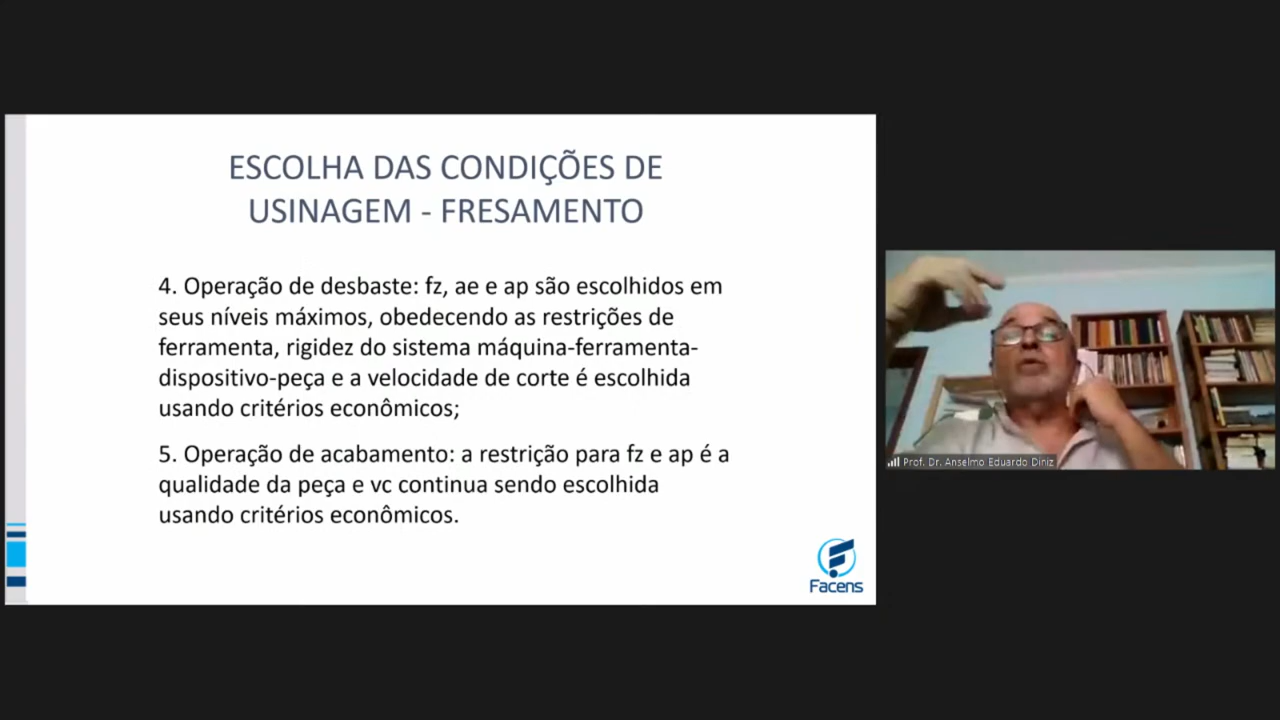 ESCOLHA DAS CONDIÇÕES DE
USINAGEM - FRESAMENTO
4. Operação de desbaste: fz, ae e ap são escolhidos em
seus níveis máximos, obedecendo as restrições de
ferramenta, rigidez do sistema máquina-ferramenta-
dispositivo-peça e a velocidade de corte é escolhida
usando critérios econômicos;
5. Operação de acabamento: a restrição para fz e ap é a
qualidade da peça e vc continua sendo escolhida
usando critérios econômicos.
Facens
Prof. Dr. Anselmo Eduardo Diniz